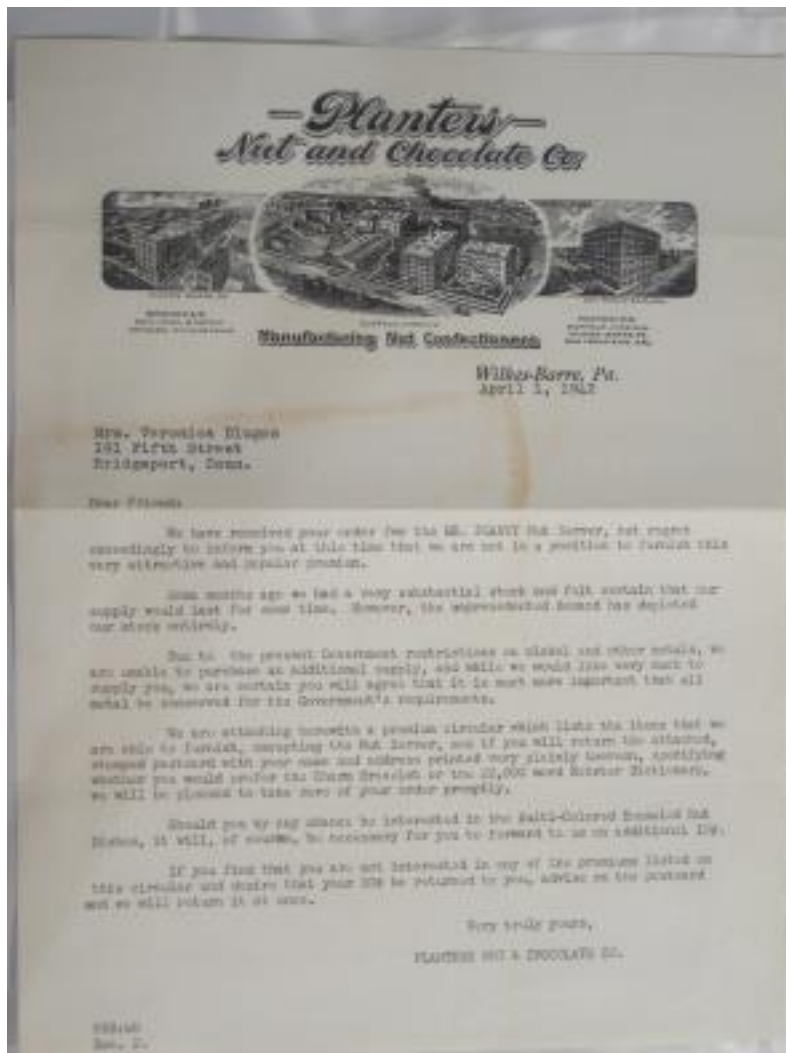 Planters
Nut and Chocolate Co.
Manufacturing Nut Confectioners
Wilkes-Barre, Pa.
April 1, 1942
Mrs. Veronica
191 Fifth Street
Bridgeport, Conn.
Dear Friend:
We have received your order for the MR. PEANUT Nut Server, but regret
exceedingly to inform you at this time that we are not in a position to furnish this
very attractive and popular premium.
Some months ago we had a very substantial stock and felt certain that our
supply would last for some time. However, the unprecedented demand has depleted
our stock entirely.
Due to the present Government restrictions on nickel and other metals, we
are unable to purchase an additional supply, and while we would like very much to
supply you, we are certain you will agree that it is much more important that all
metal be conserved for the Government's requirements.
We are attaching herewith a premium circular which lists the items that we
are able to furnish, excepting the Nut Server, and if you will return the attached,
stamped postcard with your name and address printed very plainly thereon, specifying
whether you would prefer the Charm Bracelet or the 22,000 word Webster Dictionary,
we will be pleased to take care of your order promptly.
Should you by any chance be interested in the Multi-Colored Enameled Nut
Dishes, it will, of course, be necessary for you to forward to us an additional
If you find that you are not interested in any of the premiums listed on
this circular and desire that your be returned to you, advise on the postcard
and we will return it at once.
Very truly yours,
PLANTERS NUT & CHOCOLATE CO.